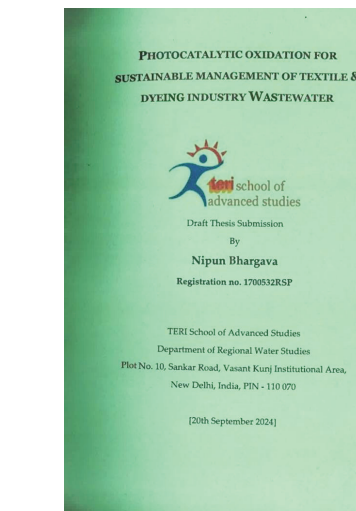 PHOTOCATALYTIC OXIDATION FOR
SUSTAINABLE MANAGEMENT OF TEXTILE &
DYEING INDUSTRY WASTEWATER
teri school of
advanced studies
Draft Thesis Submission
By
Nipun Bhargava
Registration no. 1700532RSP
TERI School of Advanced Studies
Department of Regional Water Studies
Plot No. 10, Sankar Road, Vasant Kunj Institutional Area,
New Delhi, India, PIN - 110 070
[20th September 2024]